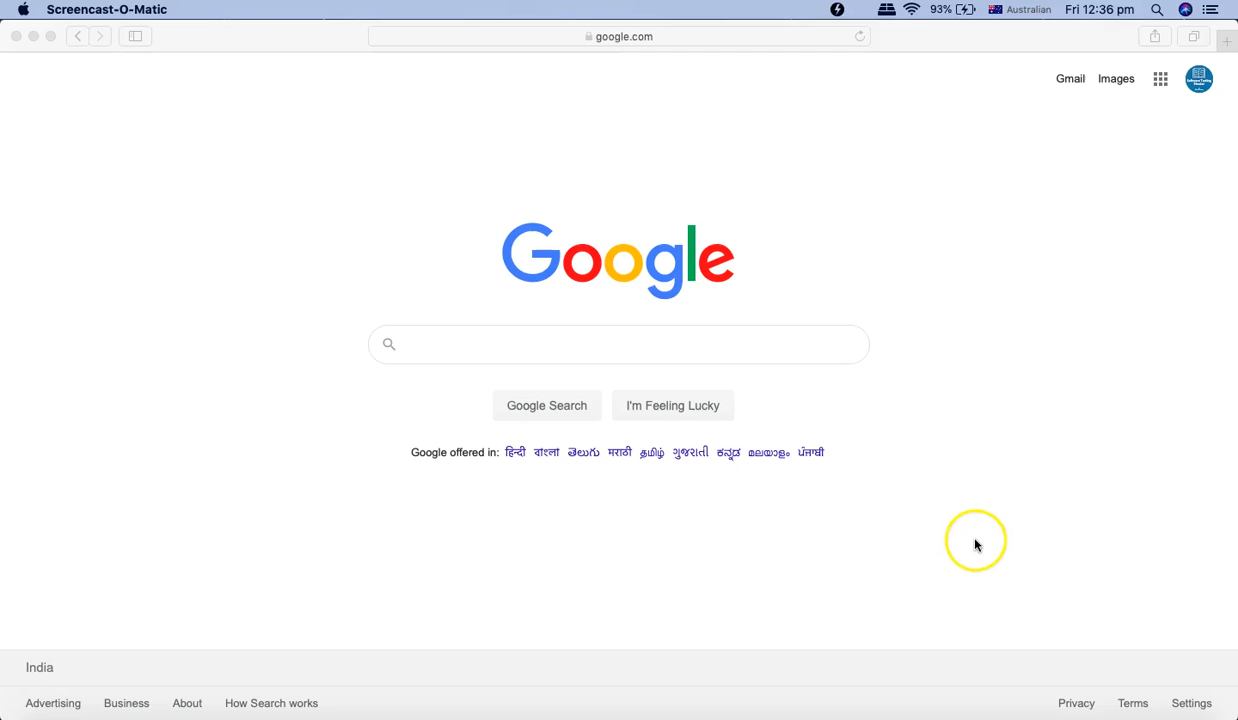 Screencast-O-Matic 93% Australian Fri 12:36 pm
google.com
Gmail Images
Google
Google Search I'm Feeling Lucky
Google offered in: हिन्दी বাংলা తెలుగు मराठी தமிழ் ગુજરાતી ಕನ್ನಡ മലയാളം ਪੰਜਾਬੀ
India
Advertising Business About How Search works Privacy Terms Settings